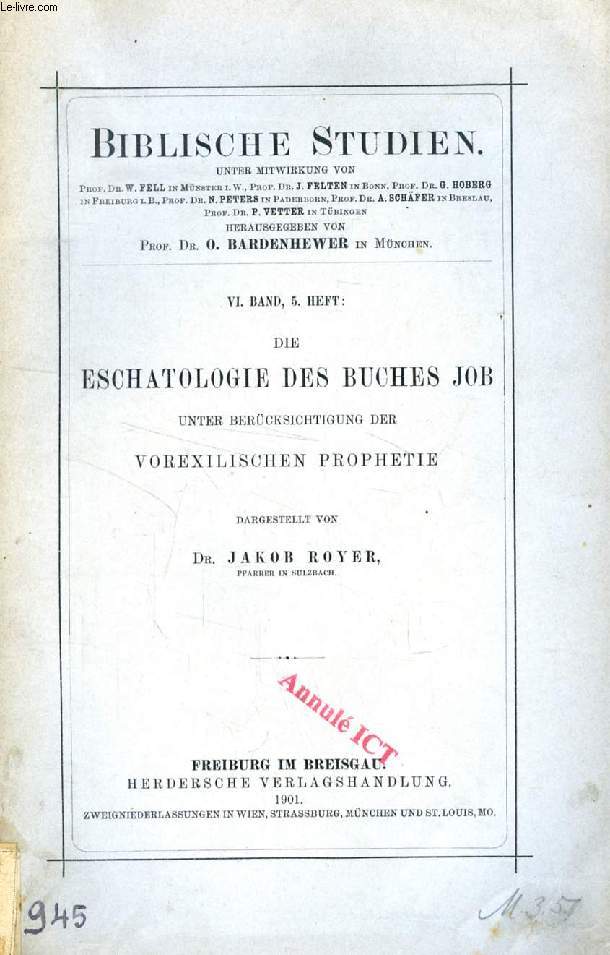 Le-livre.com
BIBLISCHE STUDIEN.
UNTER MITWIRKUNG VON
PROF. DR. W. FELL IN MÜNSTER I. W., PROF. DR. J. FELTEN IN BONN, PROF. DR. G. HOBERG
IN FREIBURG I. B., PROF. DR. N. PETERS IN PADERBORN, PROF. DR. A. SCHÄFER IN BRESLAU,
PROF. DR. P. VETTER IN TÜBINGEN
HERAUSGEGEBEN VON
PROF. DR. O. BARDENHEWER IN MÜNCHEN.
VI. BAND, 5. HEFT:
DIE
ESCHATOLOGIE DES BUCHES JOB
UNTER BERÜCKSICHTIGUNG DER
VOREXILISCHEN PROPHETIE
DARGESTELLT VON
DR. JAKOB ROYER,
PFARRER IN SULZBACH.
Annulé ICT
FREIBURG IM BREISGAU.
HERDERSCHE VERLAGSHANDLUNG.
1901.
ZWEIGNIEDERLASSUNGEN IN WIEN, STRASSBURG, MÜNCHEN UND ST. LOUIS, MO.
945